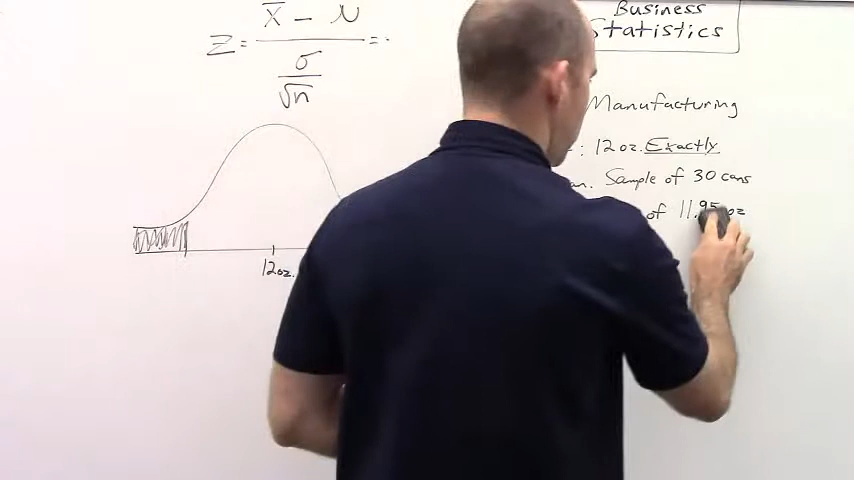 Business
Statistics
Z = x̄ - μ / σ/√n =
Manufacturing
: 12 oz. Exactly
Sample of 30 cans
of 11.95 oz
12oz.